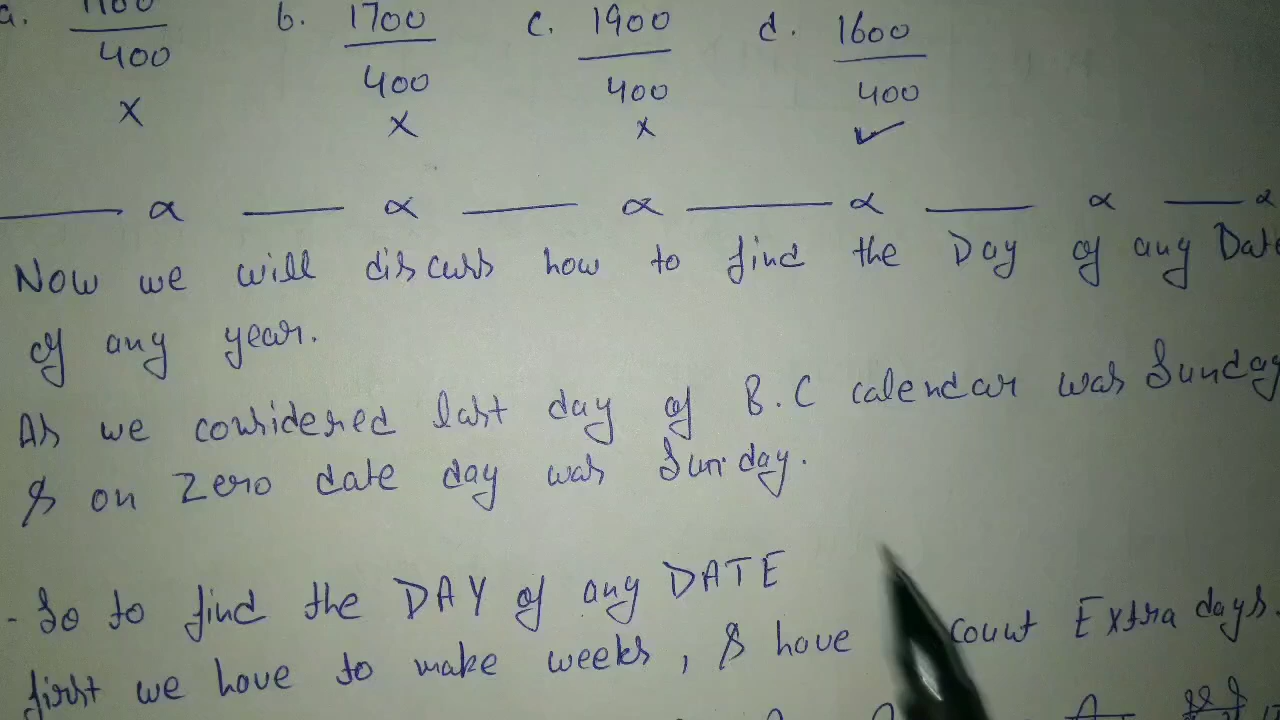 a. 1100/400 b. 1700/400 c. 1900/400 d. 1600/400
x x x ✓
Now we will discuss how to find the Day of any Date
of any year.
As we considered last day of B.C calendar was Sunday
& on Zero date day was Sunday.
- So to find the DAY of any DATE
first we have to make weeks, & have count Extra days.